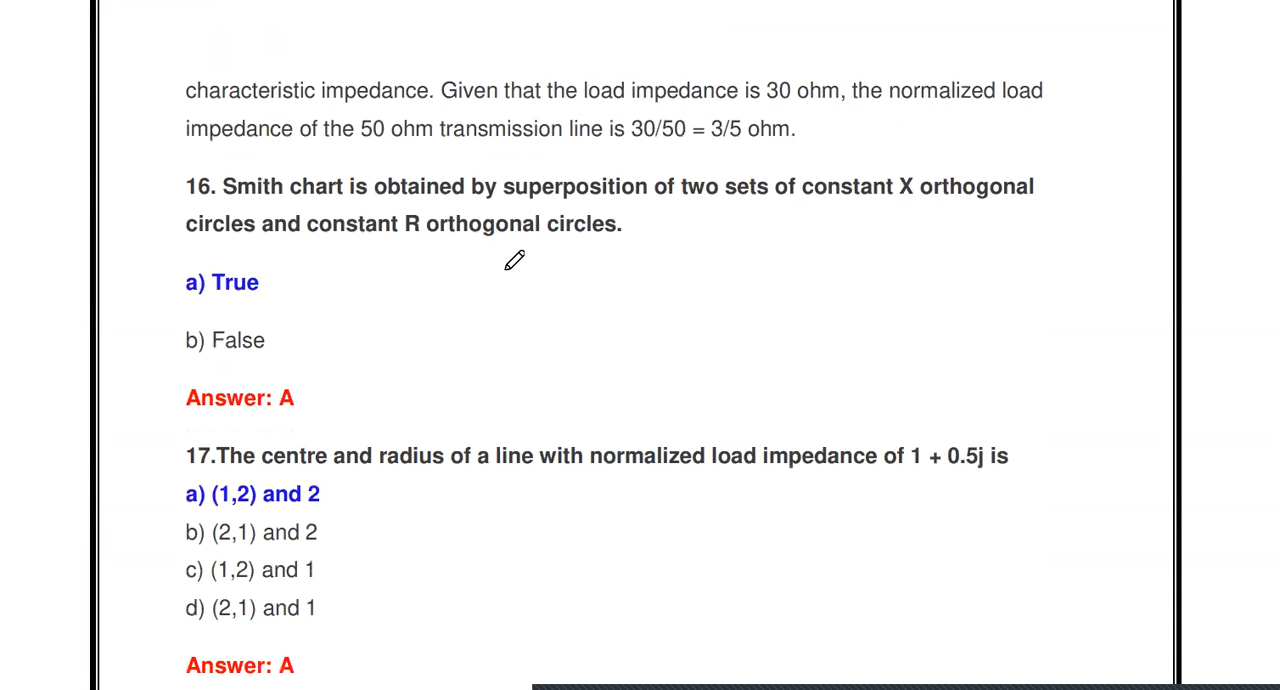 characteristic impedance. Given that the load impedance is 30 ohm, the normalized load
impedance of the 50 ohm transmission line is 30/50 = 3/5 ohm.
16. Smith chart is obtained by superposition of two sets of constant X orthogonal
circles and constant R orthogonal circles.
a) True
b) False
Answer: A
17.The centre and radius of a line with normalized load impedance of 1 + 0.5j is
a) (1,2) and 2
b) (2,1) and 2
c) (1,2) and 1
d) (2,1) and 1
Answer: A